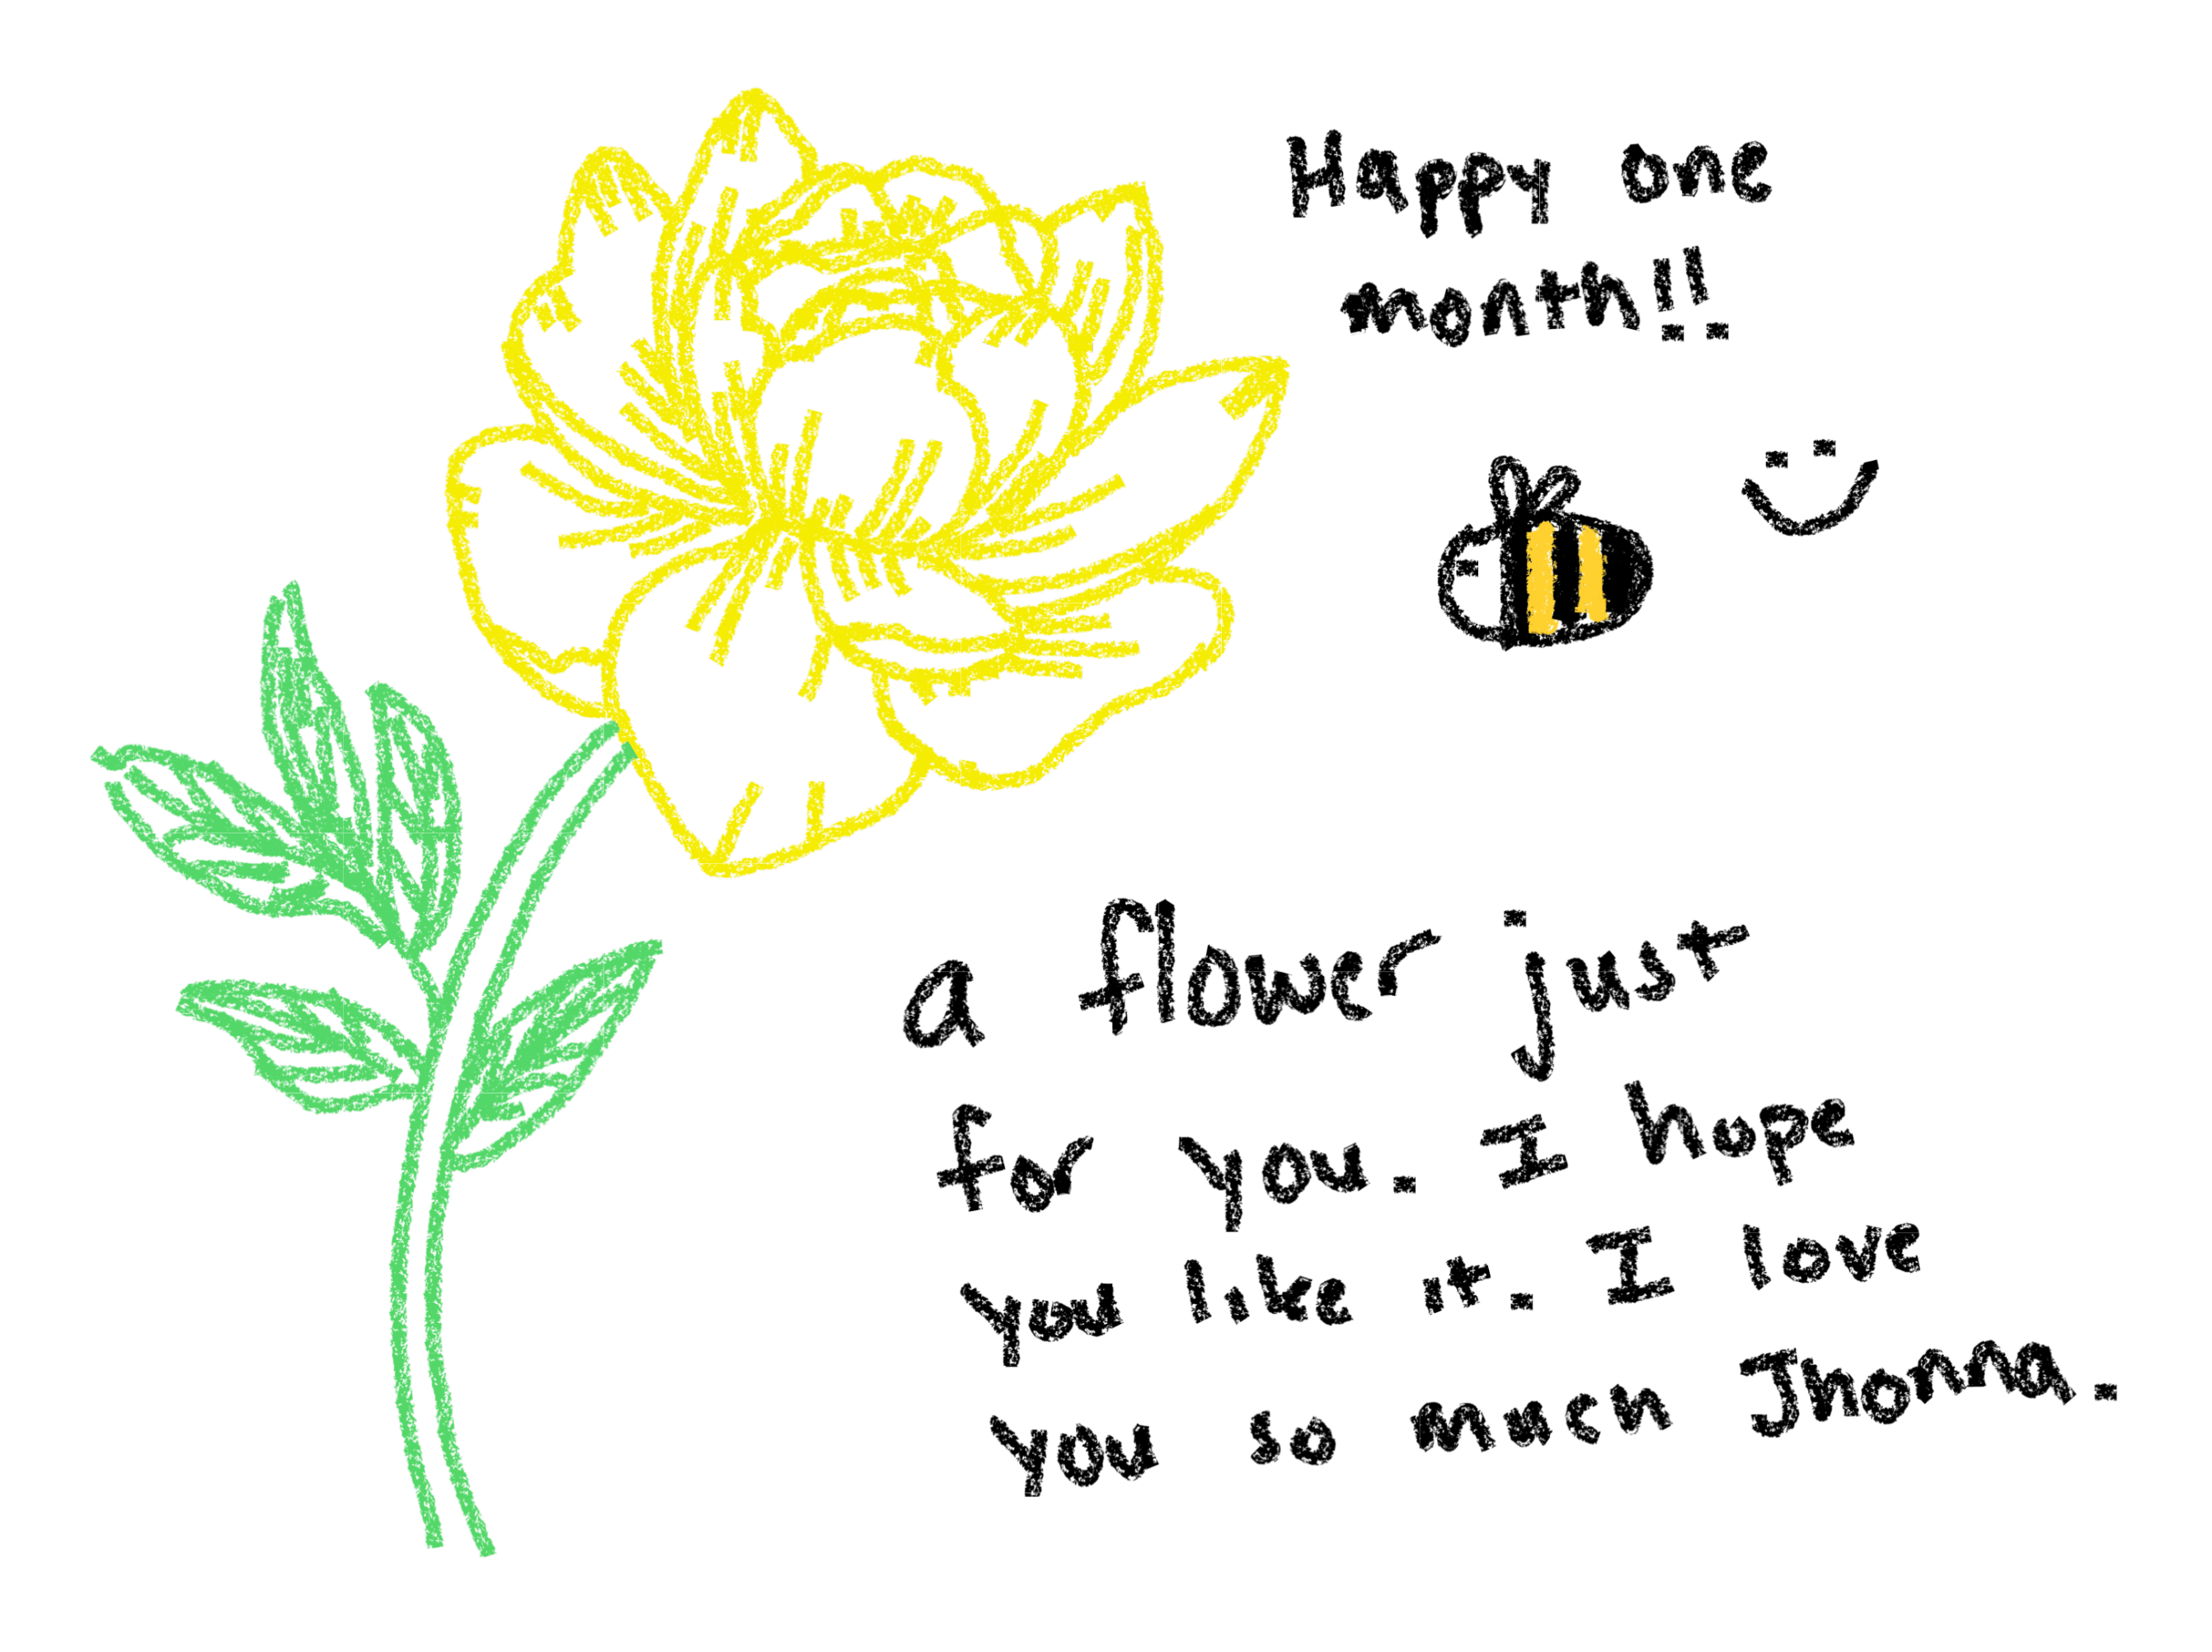 Happy one
month!!
a flower just
for you. I hope
you like it. I love
you so much Jhonna.